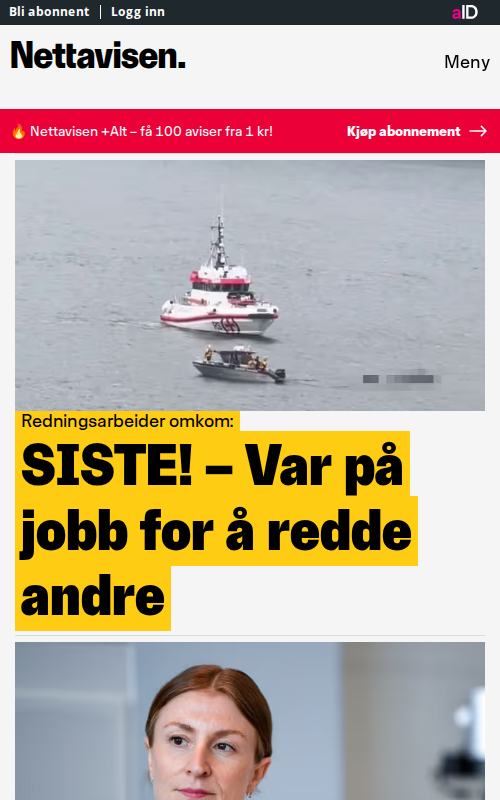 Bli abonnent | Logg inn
aID
Nettavisen.
Meny
🔥 Nettavisen +Alt – få 100 aviser fra 1 kr!
Kjøp abonnement →
Redningsarbeider omkom:
SISTE! – Var på
jobb for å redde
andre